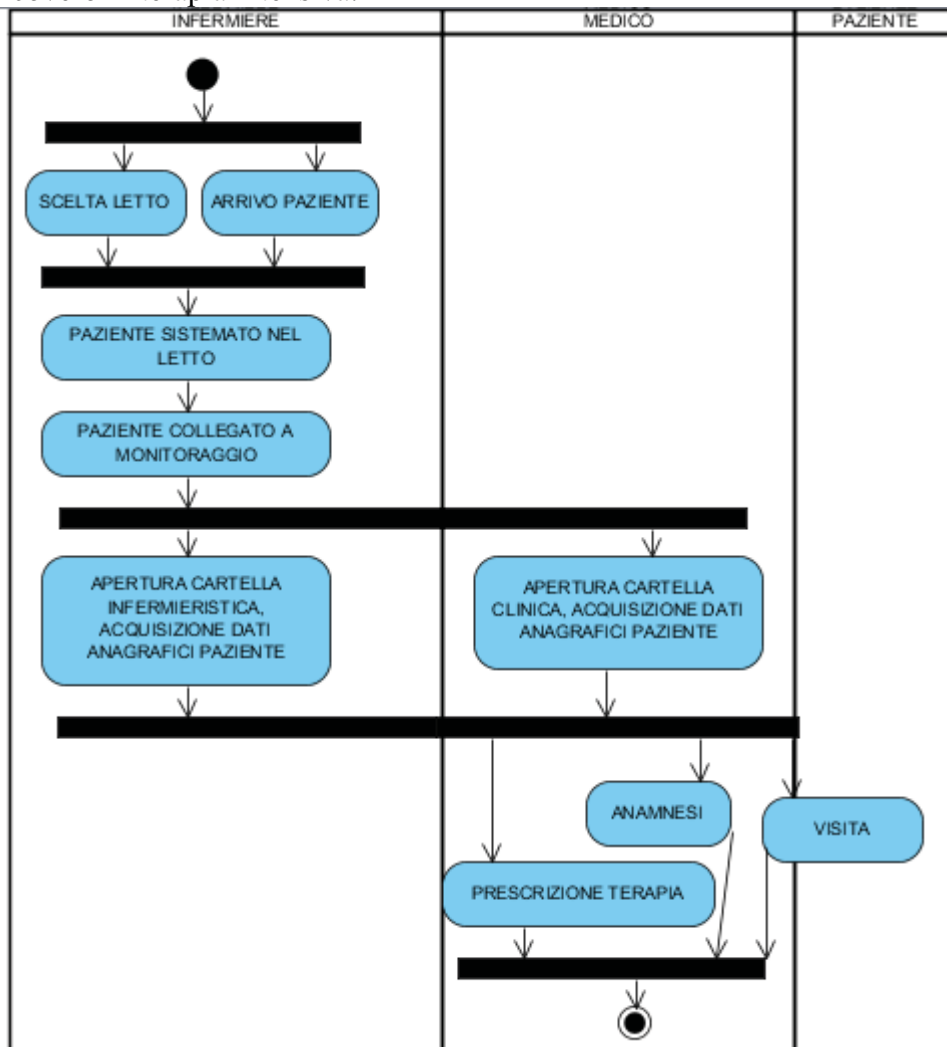 INFERMIERE
MEDICO
PAZIENTE
SCELTA LETTO
ARRIVO PAZIENTE
PAZIENTE SISTEMATO NEL
LETTO
PAZIENTE COLLEGATO A
MONITORAGGIO
APERTURA CARTELLA
INFERMIERISTICA,
ACQUISIZIONE DATI
ANAGRAFICI PAZIENTE
APERTURA CARTELLA
CLINICA, ACQUISIZIONE DATI
ANAGRAFICI PAZIENTE
ANAMNESI
VISITA
PRESCRIZIONE TERAPIA